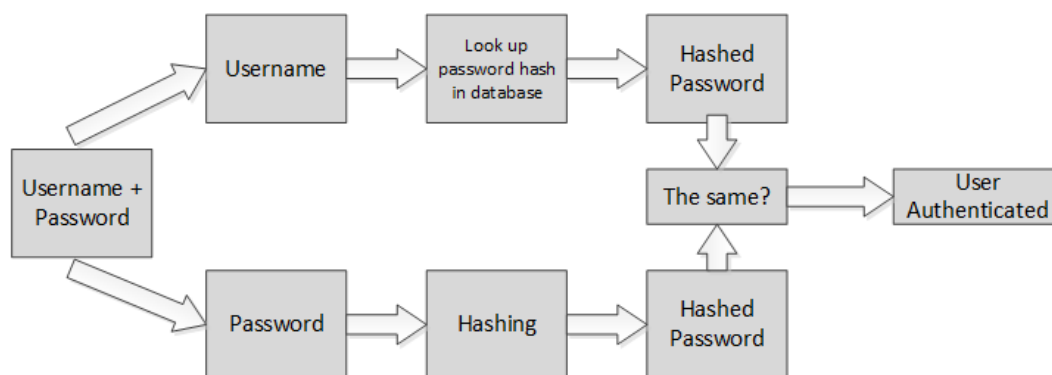 Username
Look up
password hash
in database
Hashed
Password
Username +
Password
The same?
User
Authenticated
Password
Hashing
Hashed
Password